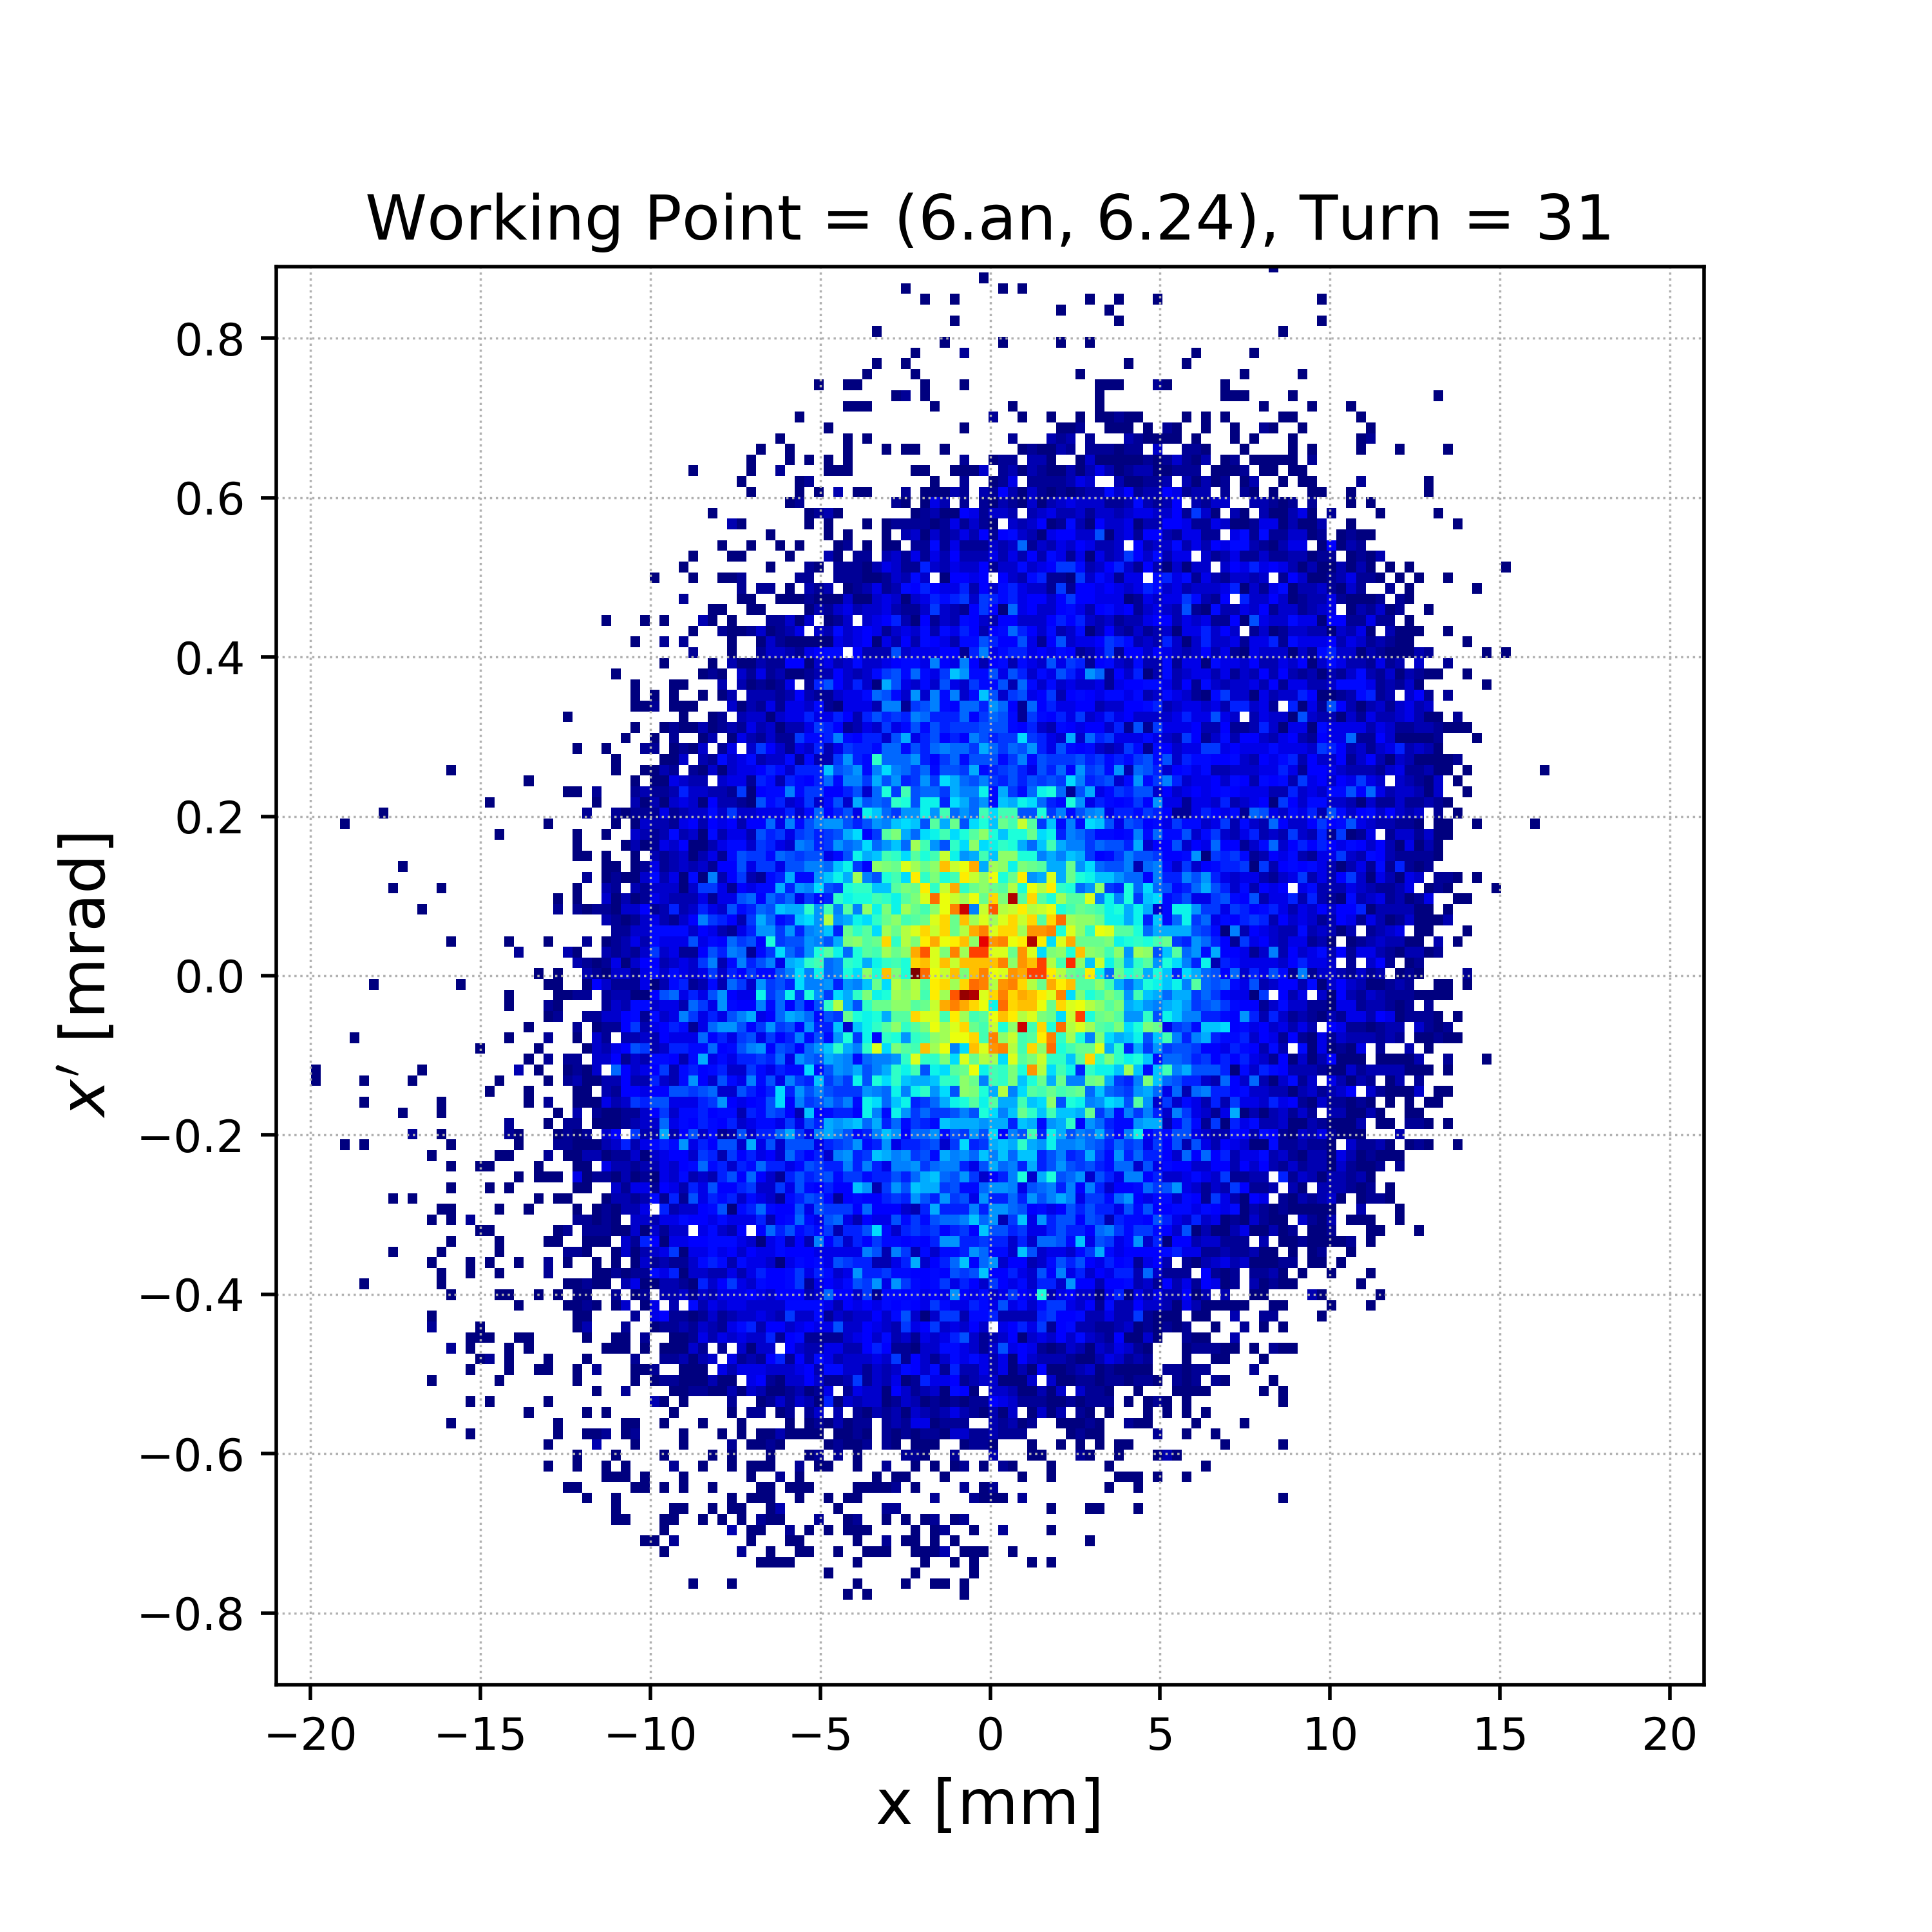 Working Point = (6.an, 6.24), Turn = 31
0.8
0.6
0.4
0.2
0.0
−0.2
−0.4
−0.6
−0.8
x′ [mrad]
−20 −15 −10 −5 0 5 10 15 20
x [mm]